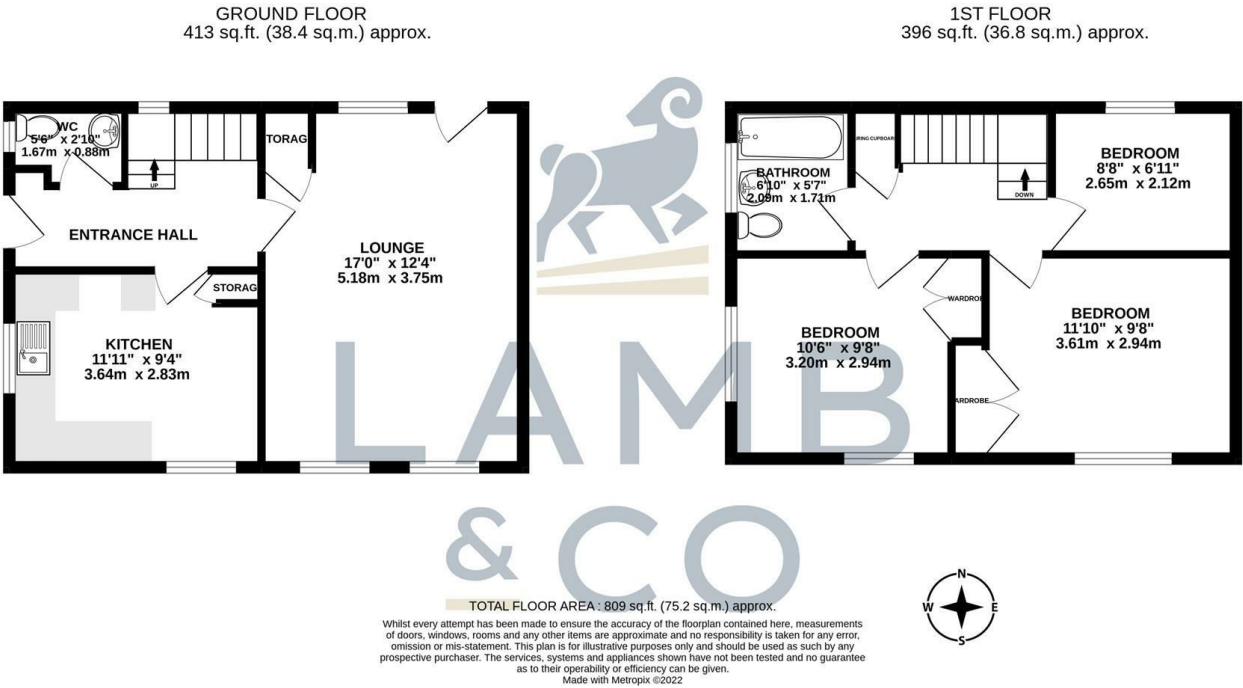 GROUND FLOOR
413 sq.ft. (38.4 sq.m.) approx.
1ST FLOOR
396 sq.ft. (36.8 sq.m.) approx.
WC
5'6" x 2'10"
1.67m x 0.88m
UP
TORAG
ENTRANCE HALL
LOUNGE
17'0" x 12'4"
5.18m x 3.75m
STORAG
KITCHEN
11'11" x 9'4"
3.64m x 2.83m
BATHROOM
6'10" x 5'7"
2.09m x 1.71m
IRING CUPBOAR
DOWN
BEDROOM
8'8" x 6'11"
2.65m x 2.12m
WARDROB
BEDROOM
10'6" x 9'8"
3.20m x 2.94m
BEDROOM
11'10" x 9'8"
3.61m x 2.94m
ARDROBE
LAMB
& CO
N
W E
S
TOTAL FLOOR AREA : 809 sq.ft. (75.2 sq.m.) approx.
Whilst every attempt has been made to ensure the accuracy of the floorplan contained here, measurements
of doors, windows, rooms and any other items are approximate and no responsibility is taken for any error,
omission or mis-statement. This plan is for illustrative purposes only and should be used as such by any
prospective purchaser. The services, systems and appliances shown have not been tested and no guarantee
as to their operability or efficiency can be given.
Made with Metropix ©2022